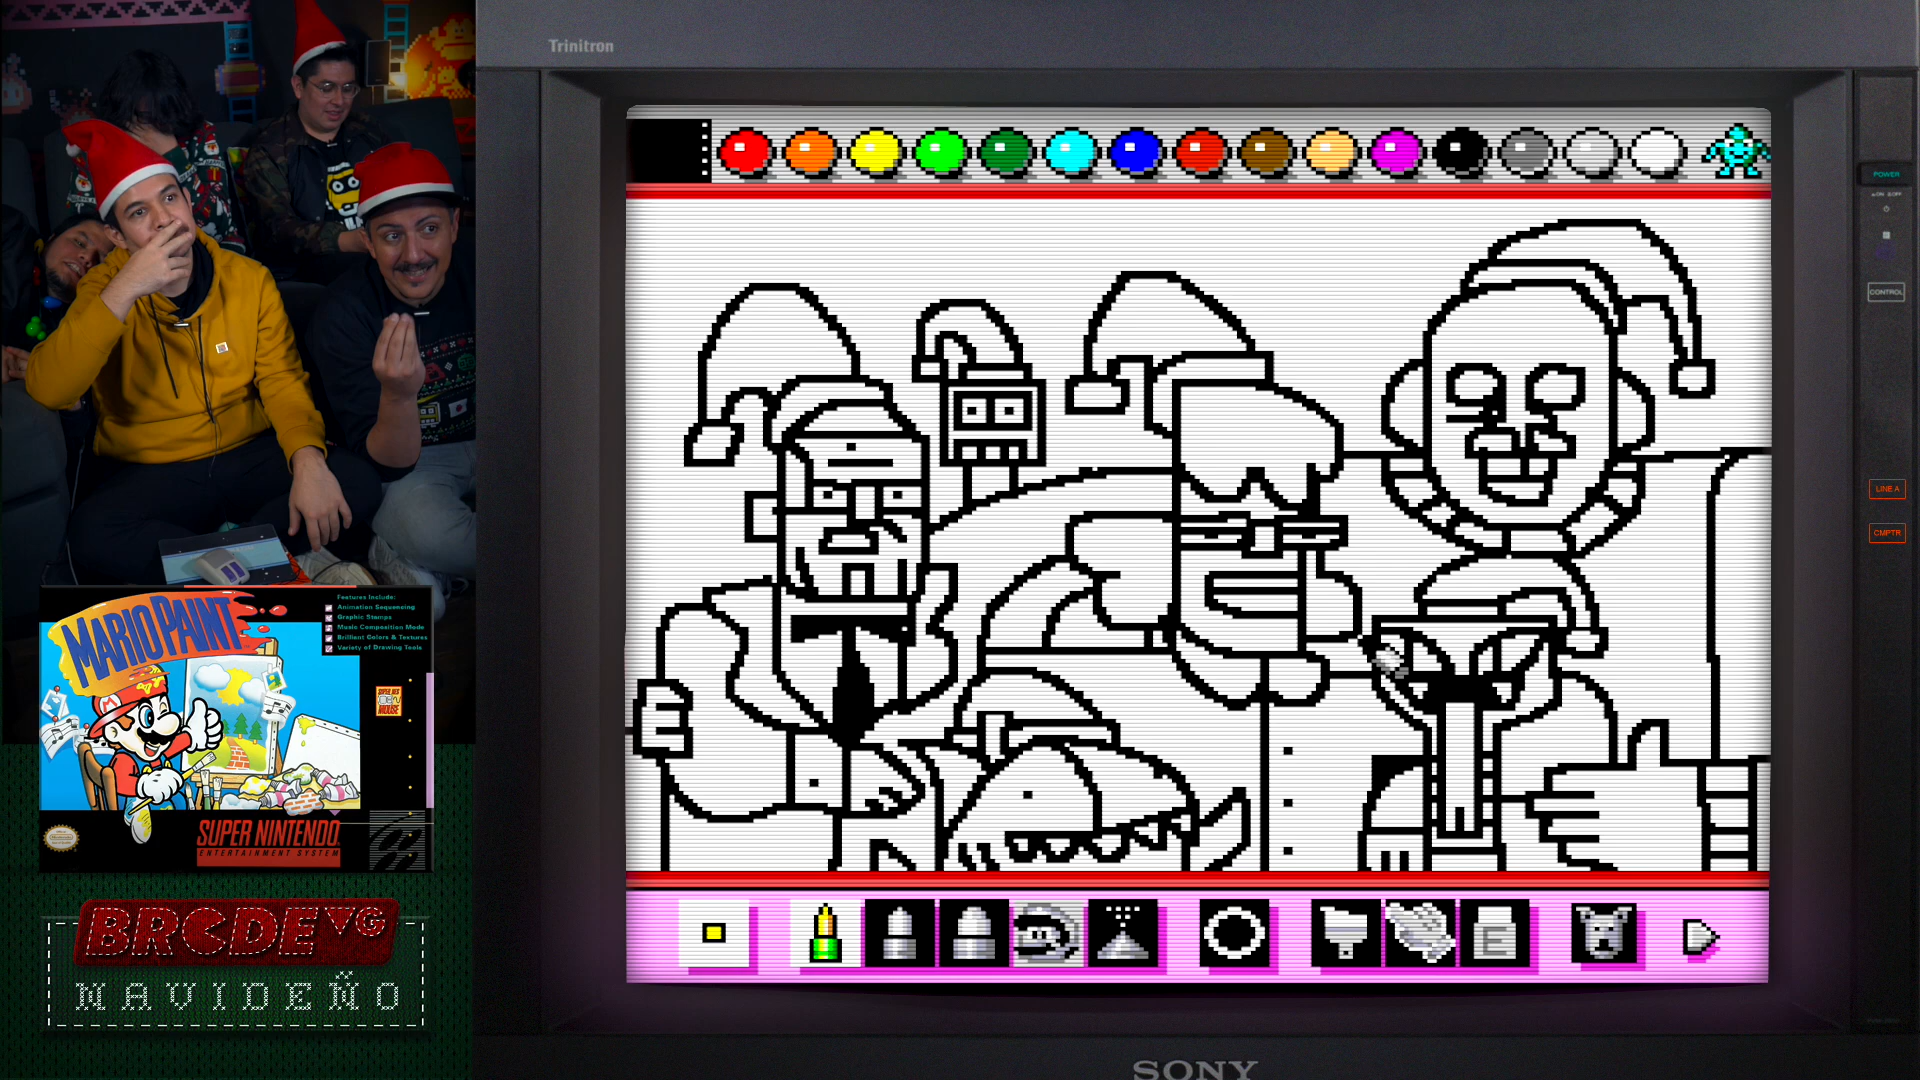 Trinitron
POWER
CONTROL
LINE A
CMPTR
Features Include:
Animation Sequencing
Graphic Stamps
Music Composition Mode
Brilliant Colors & Textures
Variety of Drawing Tools
MARIO PAINT
SUPER NINTENDO
ENTERTAINMENT SYSTEM
E
BRCDEVG
NAVIDEÑO
SONY